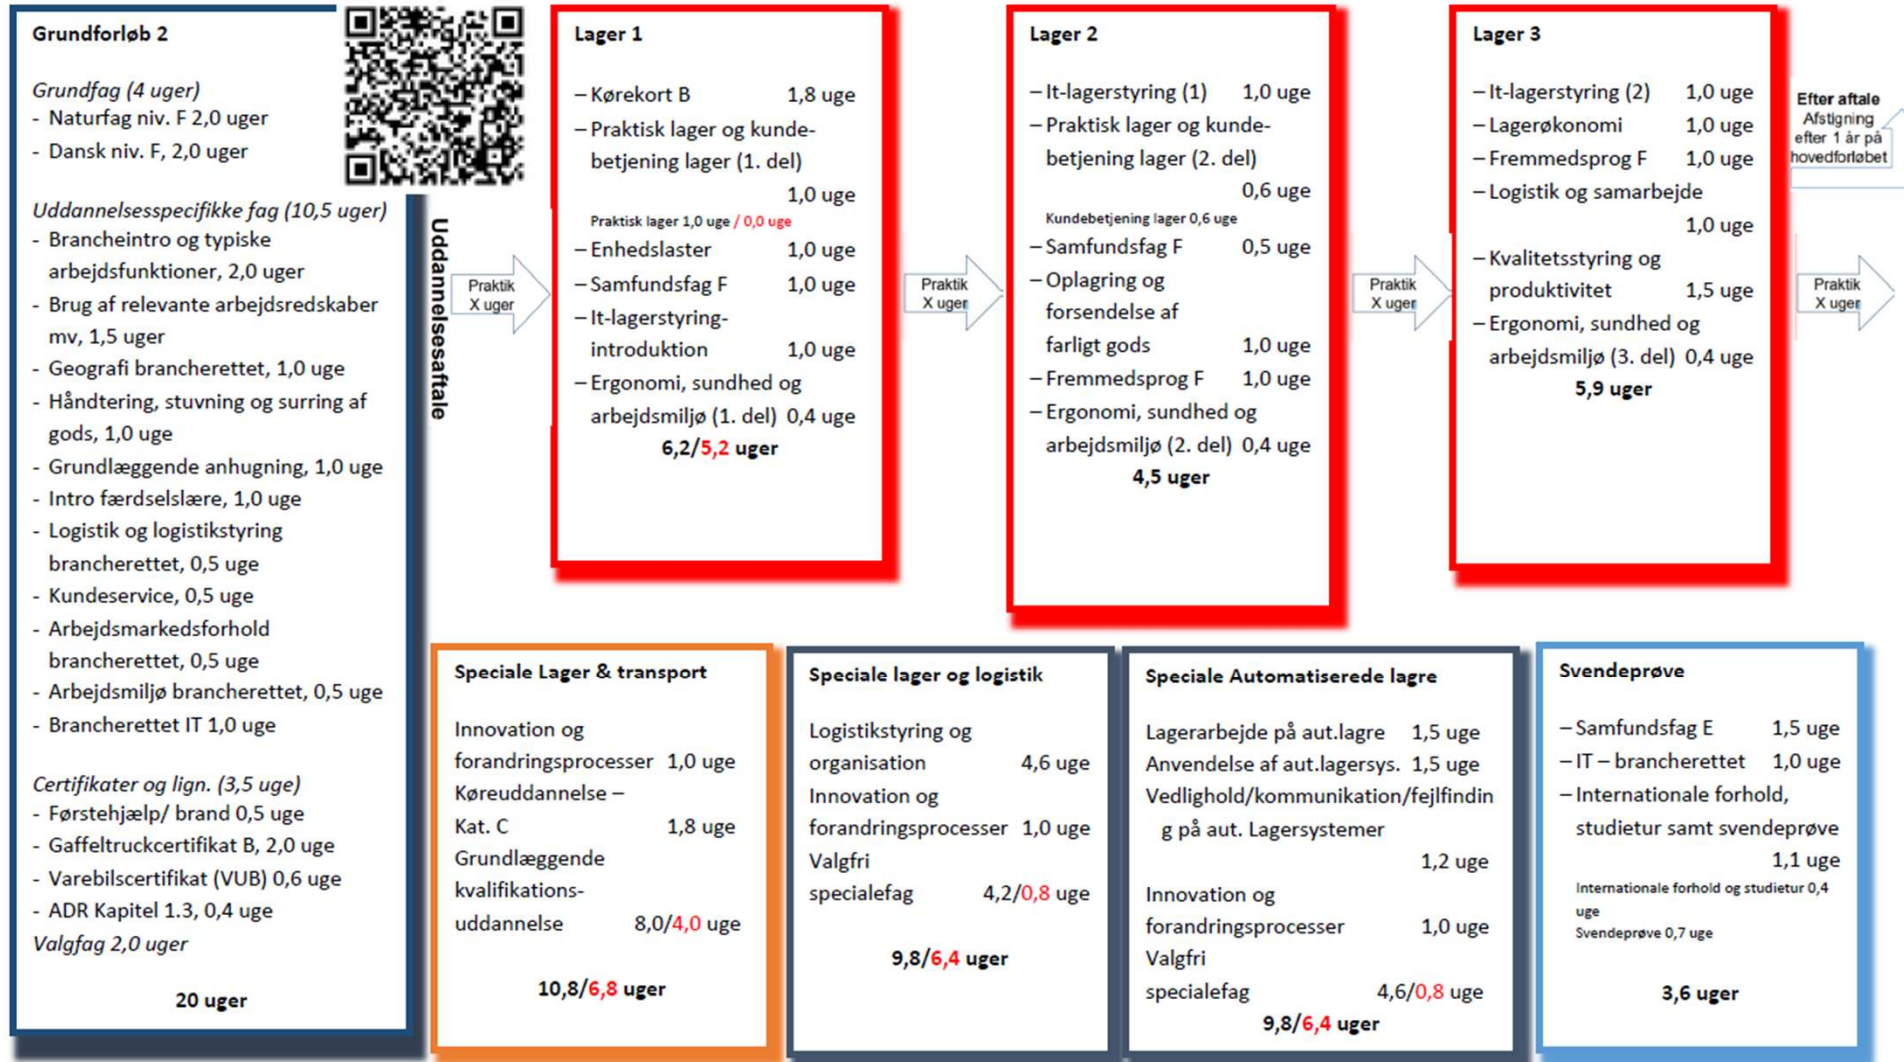 Grundforløb 2
Grundfag (4 uger)
- Naturfag niv. F 2,0 uger
- Dansk niv. F, 2,0 uger
Uddannelsesspecifikke fag (10,5 uger)
- Brancheintro og typiske
arbejdsfunktioner, 2,0 uger
- Brug af relevante arbejdsredskaber
mv, 1,5 uger
- Geografi brancherettet, 1,0 uge
- Håndtering, stuvning og surring af
gods, 1,0 uge
- Grundlæggende anhugning, 1,0 uge
- Intro færdselslære, 1,0 uge
- Logistik og logistikstyring
brancherettet, 0,5 uge
- Kundeservice, 0,5 uge
- Arbejdsmarkedsforhold
brancherettet, 0,5 uge
- Arbejdsmiljø brancherettet, 0,5 uge
- Brancherettet IT 1,0 uge
Certifikater og lign. (3,5 uge)
- Førstehjælp/ brand 0,5 uge
- Gaffeltruckcertifikat B, 2,0 uge
- Varebilscertifikat (VUB) 0,6 uge
- ADR Kapitel 1.3, 0,4 uge
Valgfag 2,0 uger
20 uger
Uddannelsesaftale
Praktik
X uger
Lager 1
– Kørekort B 1,8 uge
– Praktisk lager og kunde-
betjening lager (1. del)
1,0 uge
Praktisk lager 1,0 uge / 0,0 uge
– Enhedslaster 1,0 uge
– Samfundsfag F 1,0 uge
– It-lagerstyring-
introduktion 1,0 uge
– Ergonomi, sundhed og
arbejdsmiljø (1. del) 0,4 uge
6,2/5,2 uger
Praktik
X uger
Lager 2
– It-lagerstyring (1) 1,0 uge
– Praktisk lager og kunde-
betjening lager (2. del)
0,6 uge
Kundebetjening lager 0,6 uge
– Samfundsfag F 0,5 uge
– Oplagring og
forsendelse af
farligt gods 1,0 uge
– Fremmedsprog F 1,0 uge
– Ergonomi, sundhed og
arbejdsmiljø (2. del) 0,4 uge
4,5 uger
Praktik
X uger
Lager 3
– It-lagerstyring (2) 1,0 uge
– Lagerøkonomi 1,0 uge
– Fremmedsprog F 1,0 uge
– Logistik og samarbejde
1,0 uge
– Kvalitetsstyring og
produktivitet 1,5 uge
– Ergonomi, sundhed og
arbejdsmiljø (3. del) 0,4 uge
5,9 uger
Efter aftale
Afstigning
efter 1 år på
hovedforløbet
Praktik
X uger
Speciale Lager & transport
Innovation og
forandringsprocesser 1,0 uge
Køreuddannelse –
Kat. C 1,8 uge
Grundlæggende
kvalifikations-
uddannelse 8,0/4,0 uge
10,8/6,8 uger
Speciale lager og logistik
Logistikstyring og
organisation 4,6 uge
Innovation og
forandringsprocesser 1,0 uge
Valgfri
specialefag 4,2/0,8 uge
9,8/6,4 uger
Speciale Automatiserede lagre
Lagerarbejde på aut.lagre 1,5 uge
Anvendelse af aut.lagersys. 1,5 uge
Vedlighold/kommunikation/fejlfindin
g på aut. Lagersystemer
1,2 uge
Innovation og
forandringsprocesser 1,0 uge
Valgfri
specialefag 4,6/0,8 uge
9,8/6,4 uger
Svendeprøve
– Samfundsfag E 1,5 uge
– IT – brancherettet 1,0 uge
– Internationale forhold,
studietur samt svendeprøve
1,1 uge
Internationale forhold og studietur 0,4
uge
Svendeprøve 0,7 uge
3,6 uger